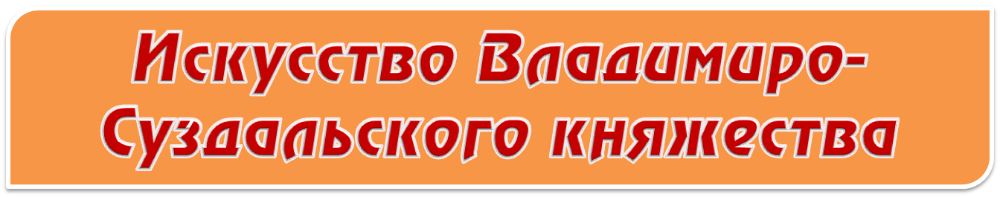 Искусство Владимиро-
Суздальского княжества